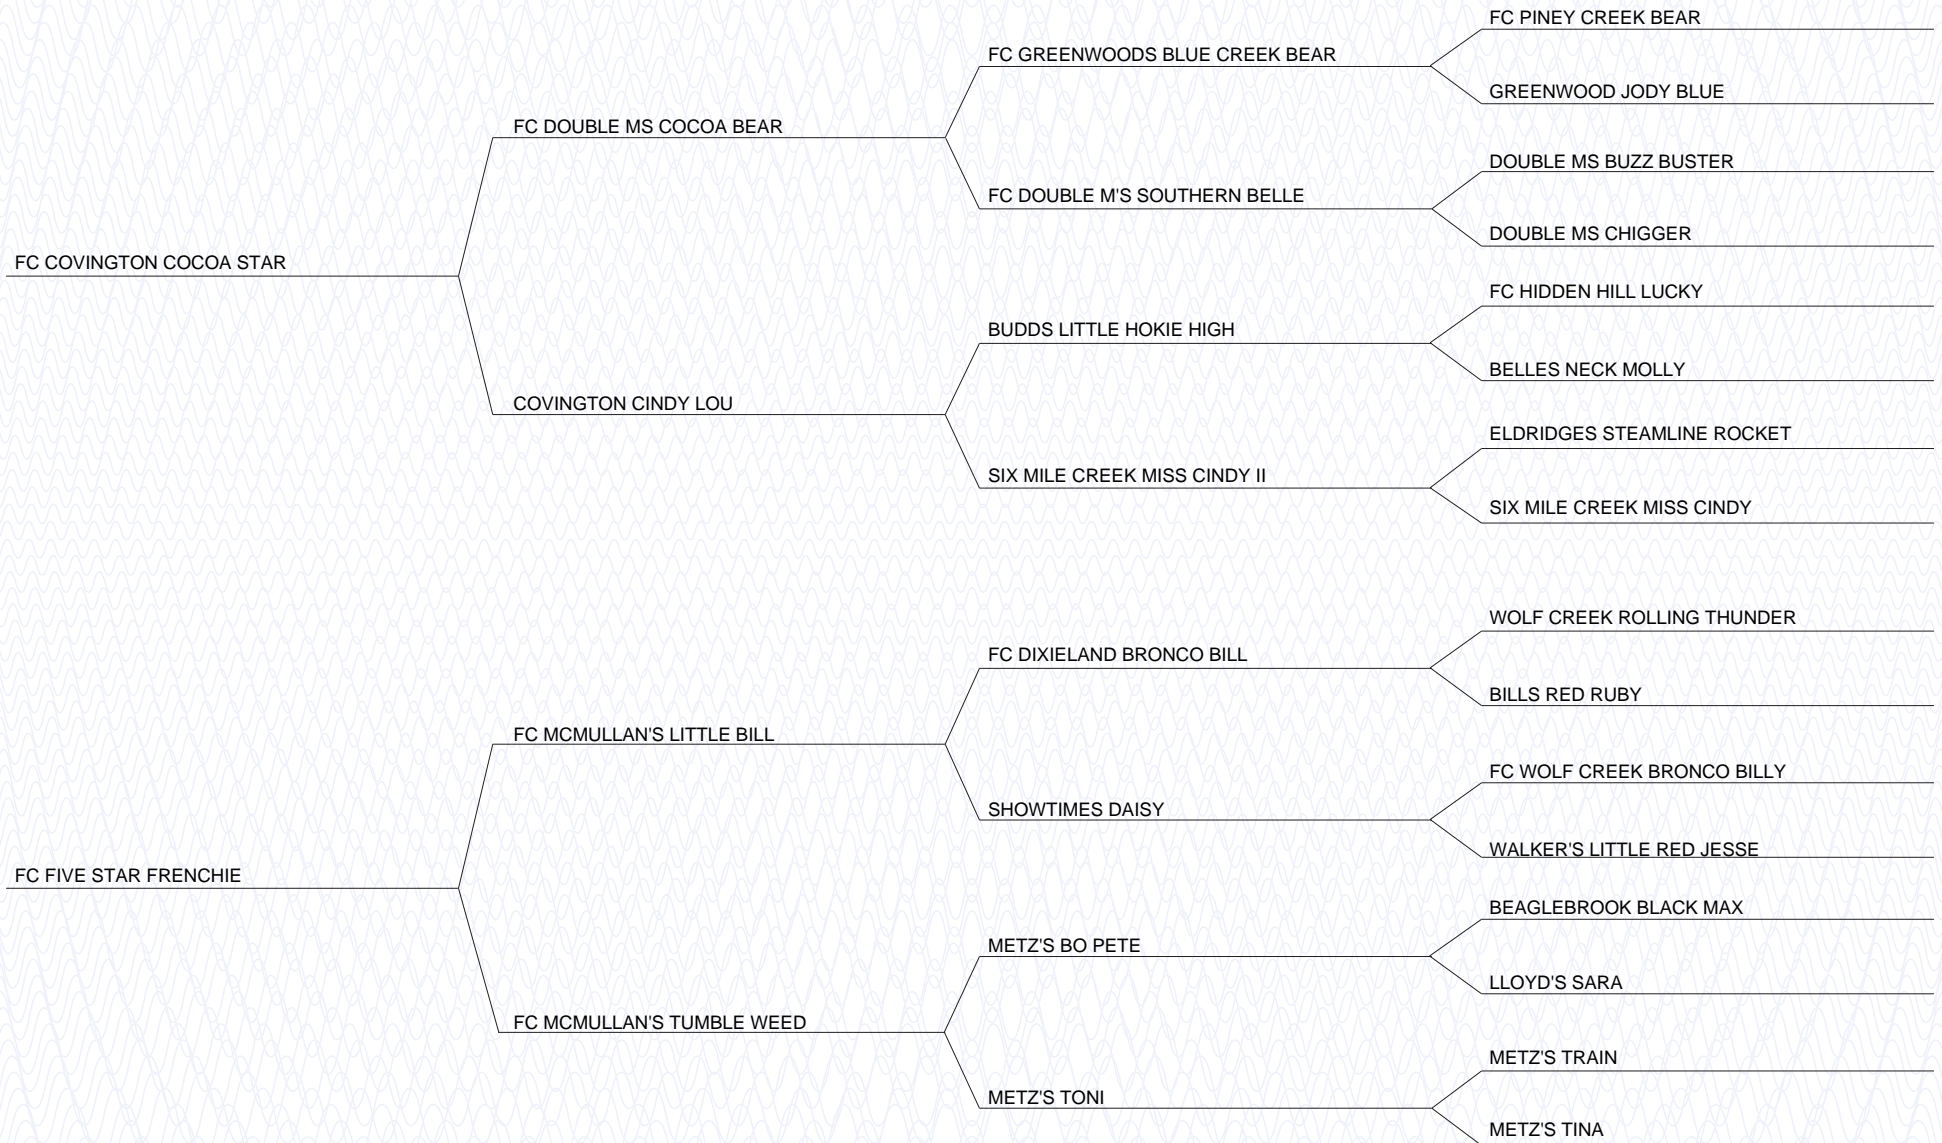 FC PINEY CREEK BEAR
FC GREENWOODS BLUE CREEK BEAR
GREENWOOD JODY BLUE
FC DOUBLE MS COCOA BEAR
DOUBLE MS BUZZ BUSTER
FC DOUBLE M'S SOUTHERN BELLE
DOUBLE MS CHIGGER
FC COVINGTON COCOA STAR
FC HIDDEN HILL LUCKY
BUDDS LITTLE HOKIE HIGH
BELLES NECK MOLLY
COVINGTON CINDY LOU
ELDRIDGES STEAMLINE ROCKET
SIX MILE CREEK MISS CINDY II
SIX MILE CREEK MISS CINDY
WOLF CREEK ROLLING THUNDER
FC DIXIELAND BRONCO BILL
BILLS RED RUBY
FC MCMULLAN'S LITTLE BILL
FC WOLF CREEK BRONCO BILLY
SHOWTIMES DAISY
WALKER'S LITTLE RED JESSE
FC FIVE STAR FRENCHIE
BEAGLEBROOK BLACK MAX
METZ'S BO PETE
LLOYD'S SARA
FC MCMULLAN'S TUMBLE WEED
METZ'S TRAIN
METZ'S TONI
METZ'S TINA